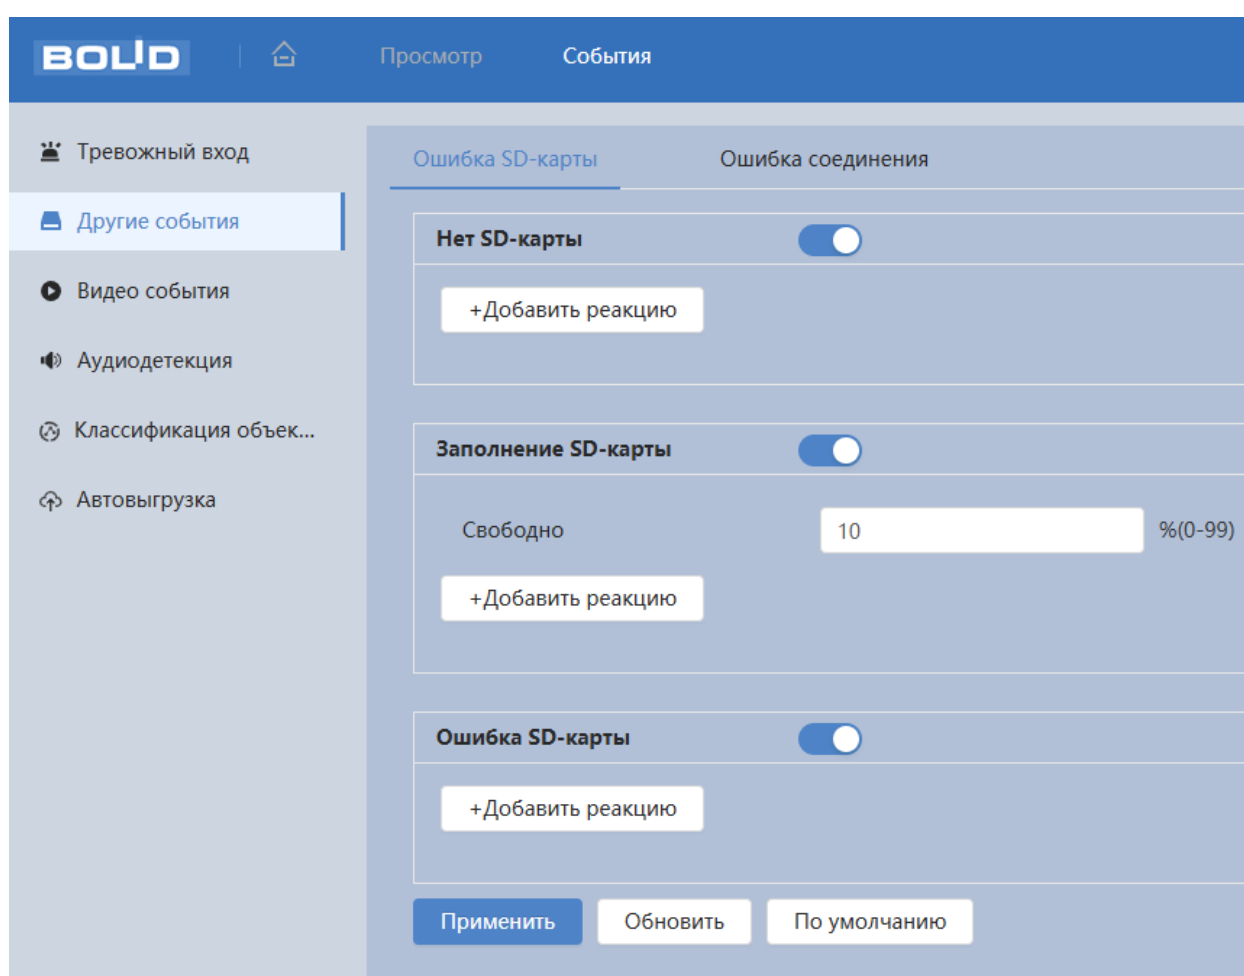 BOLID
Просмотр События
Тревожный вход
Другие события
Видео события
Аудиодетекция
Классификация объек...
Автовыгрузка
Ошибка SD-карты Ошибка соединения
Нет SD-карты
+Добавить реакцию
Заполнение SD-карты
Свободно 10 %(0-99)
+Добавить реакцию
Ошибка SD-карты
+Добавить реакцию
Применить Обновить По умолчанию